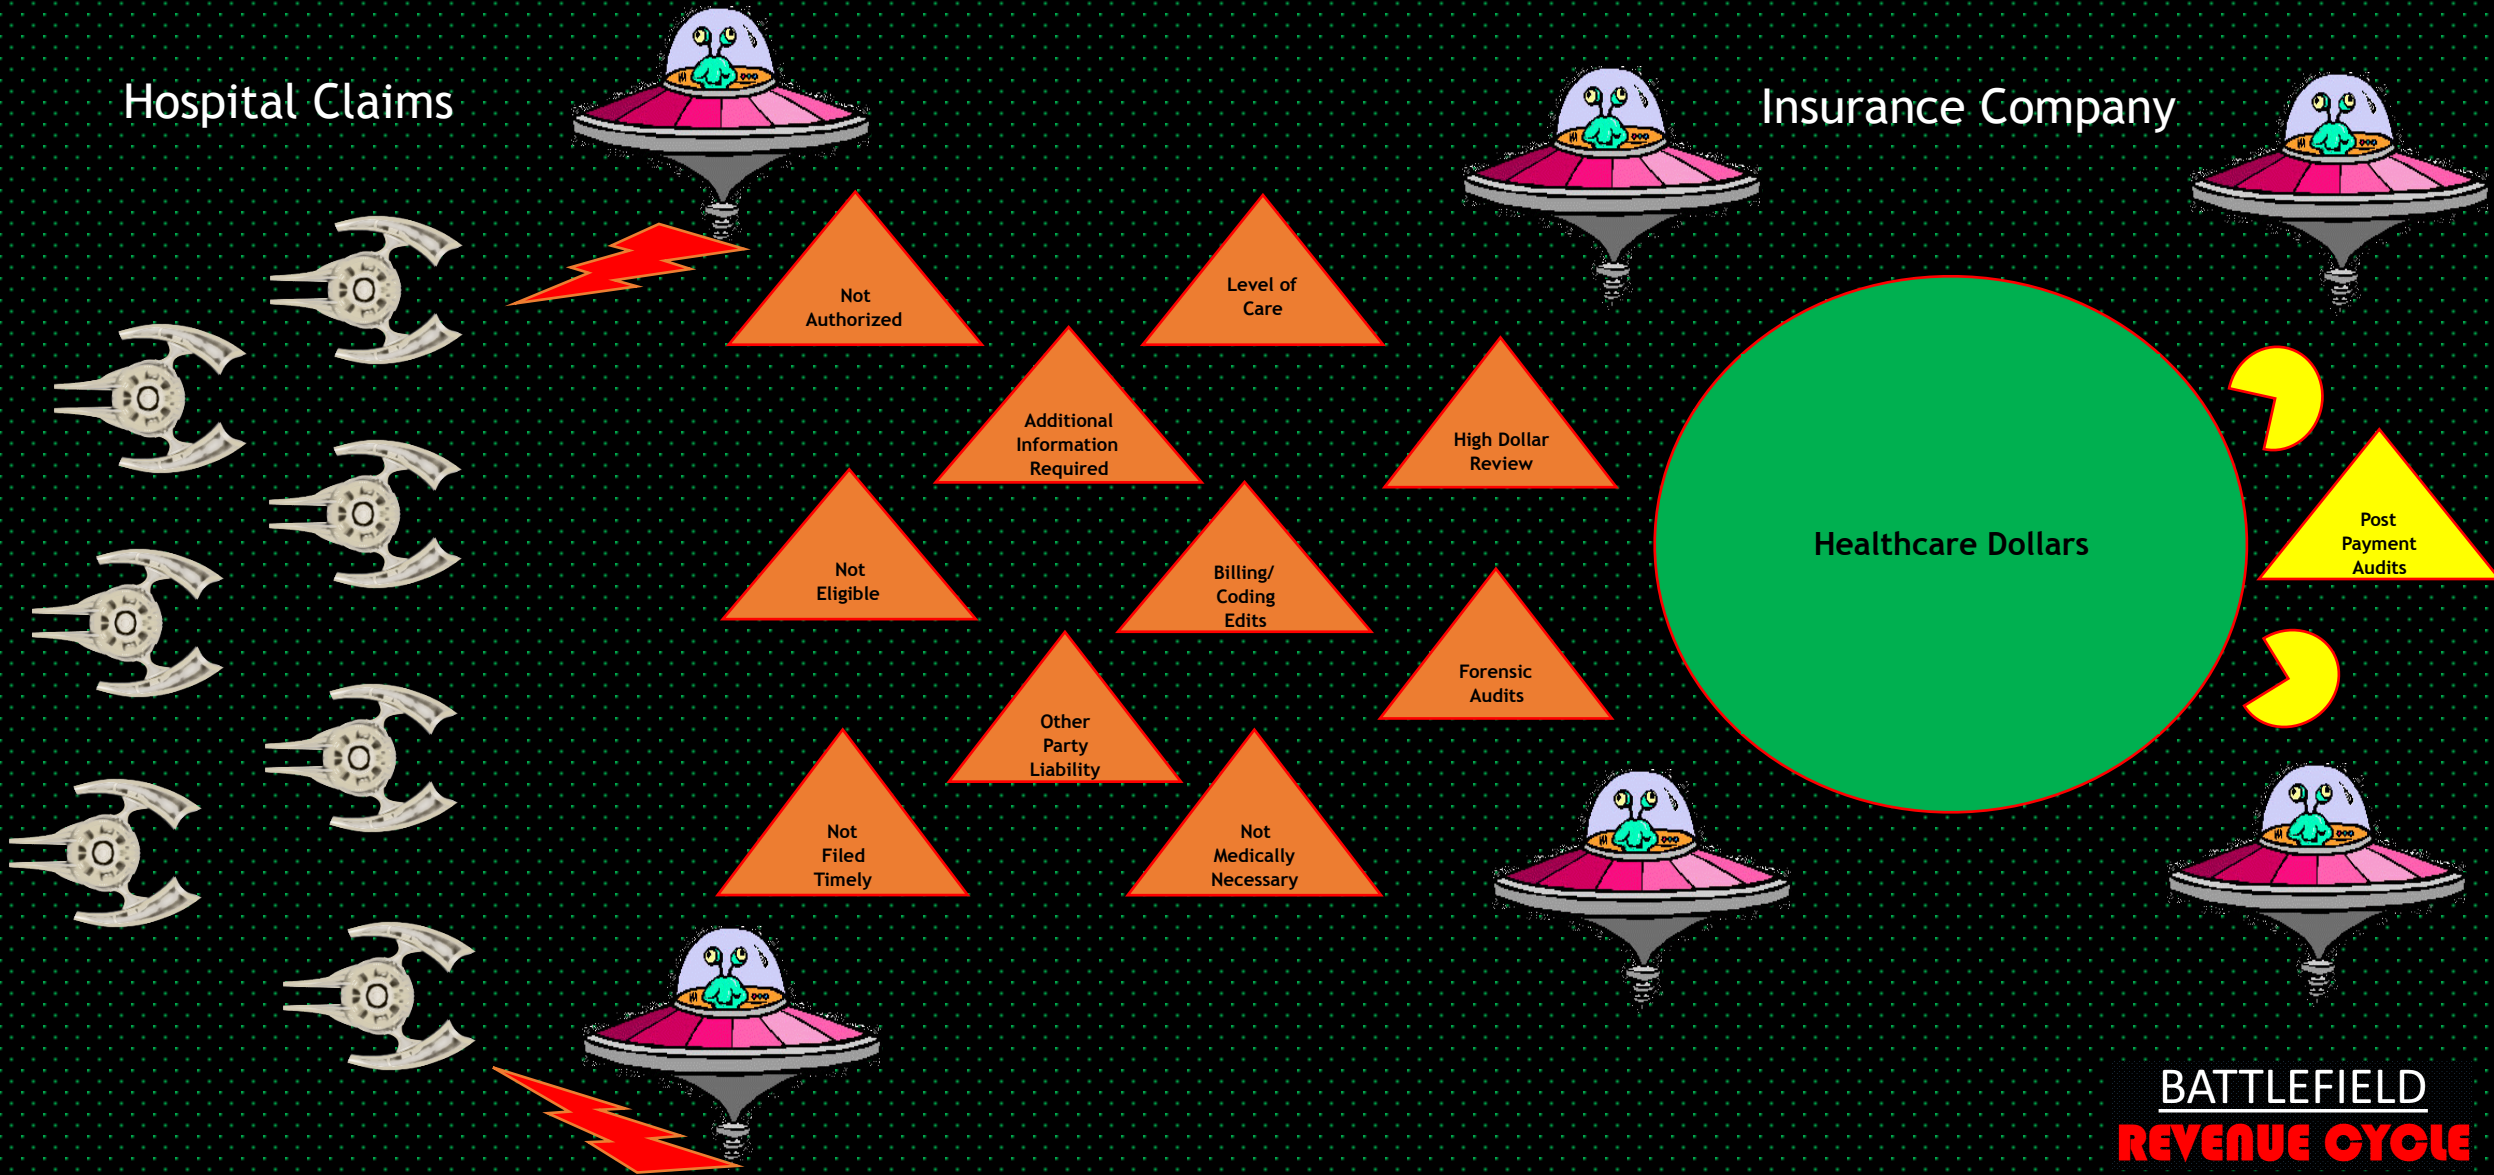 Hospital Claims
Insurance Company
Not
Authorized
Level of
Care
Additional
Information
Required
High Dollar
Review
Not
Eligible
Billing/
Coding
Edits
Healthcare Dollars
Post
Payment
Audits
Forensic
Audits
Other
Party
Liability
Not
Filed
Timely
Not
Medically
Necessary
BATTLEFIELD
REVENUE CYCLE